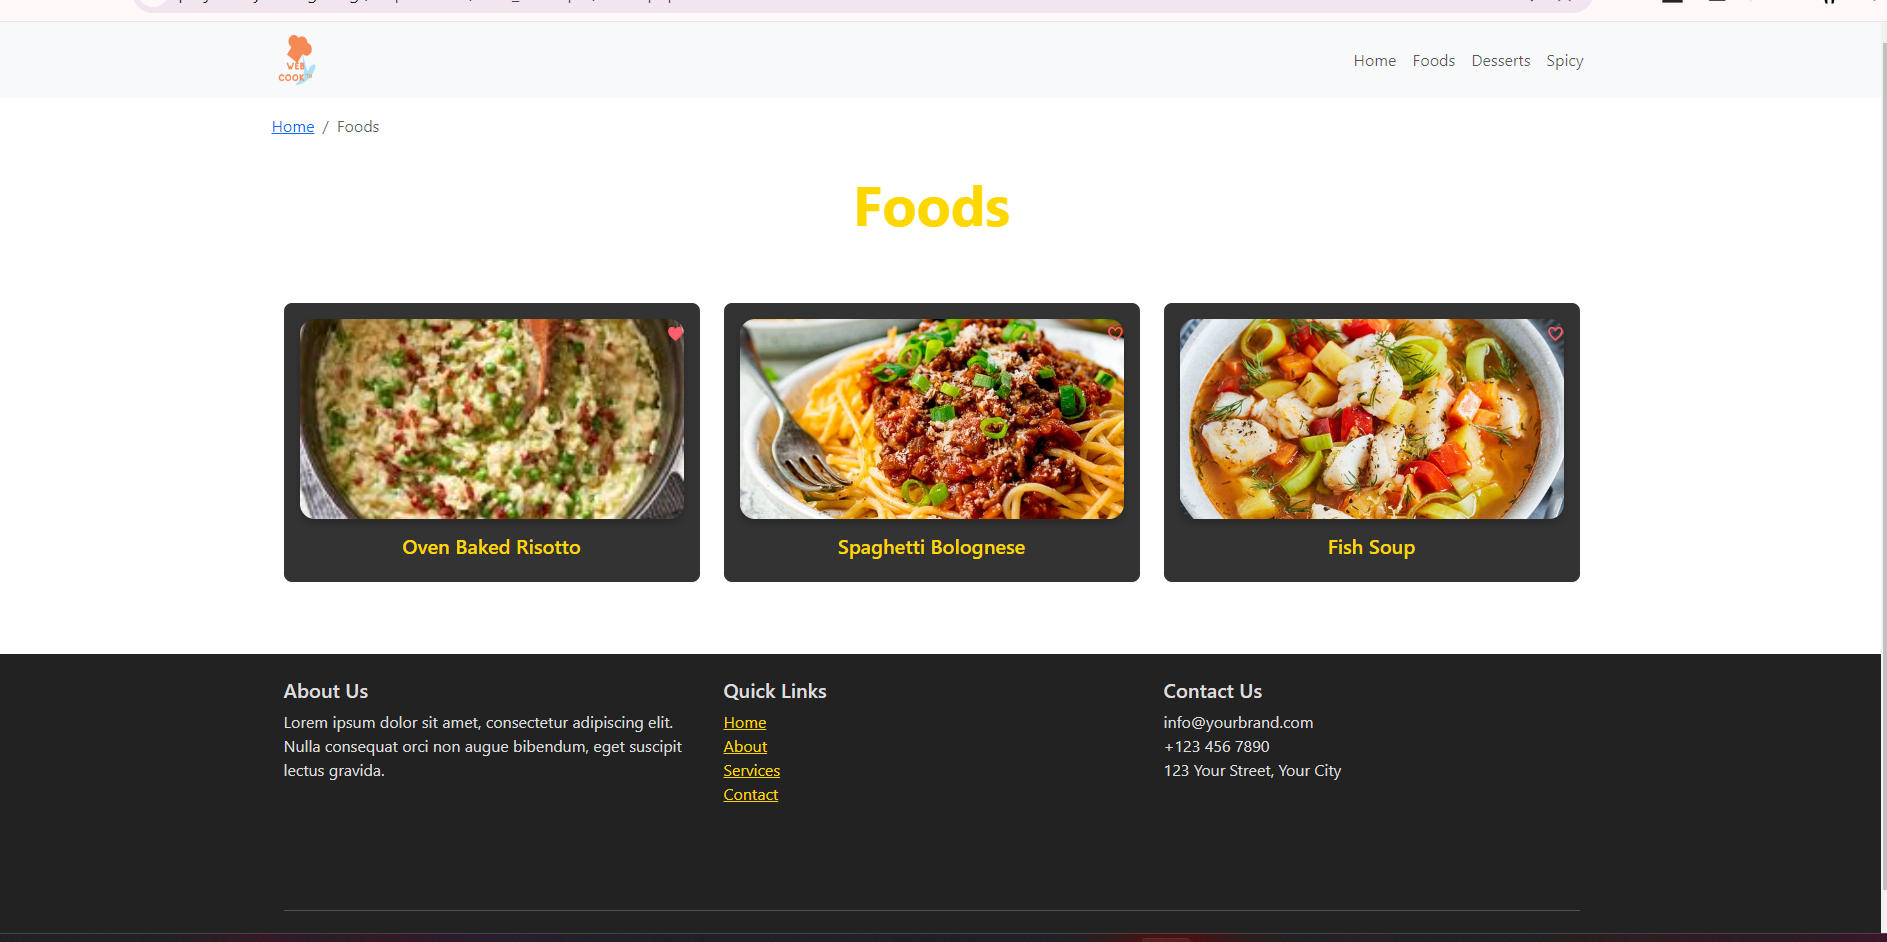 WEB
COOK
Home Foods Desserts Spicy
Home / Foods
Foods
Oven Baked Risotto
Spaghetti Bolognese
Fish Soup
About Us
Lorem ipsum dolor sit amet, consectetur adipiscing elit.
Nulla consequat orci non augue bibendum, eget suscipit
lectus gravida.
Quick Links
Home
About
Services
Contact
Contact Us
info@yourbrand.com
+123 456 7890
123 Your Street, Your City